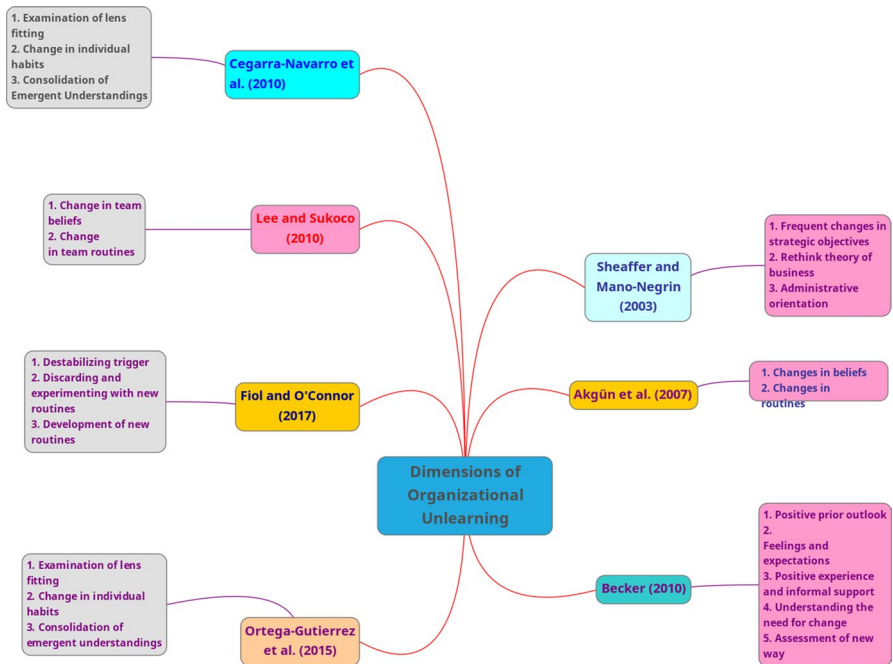 1. Examination of lens
fitting
2. Change in individual
habits
3. Consolidation of
Emergent Understandings
Cegarra-Navarro et
al. (2010)
1. Change in team
beliefs
2. Change
in team routines
Lee and Sukoco
(2010)
1. Destabilizing trigger
2. Discarding and
experimenting with new
routines
3. Development of new
routines
Fiol and O'Connor
(2017)
1. Examination of lens
fitting
2. Change in individual
habits
3. Consolidation of
emergent understandings
Ortega-Gutierrez
et al. (2015)
Dimensions of
Organizational
Unlearning
Sheaffer and
Mano-Negrin
(2003)
1. Frequent changes in
strategic objectives
2. Rethink theory of
business
3. Administrative
orientation
Akgün et al. (2007)
1. Changes in beliefs
2. Changes in
routines
Becker (2010)
1. Positive prior outlook
2.
Feelings and
expectations
3. Positive experience
and informal support
4. Understanding the
need for change
5. Assessment of new
way